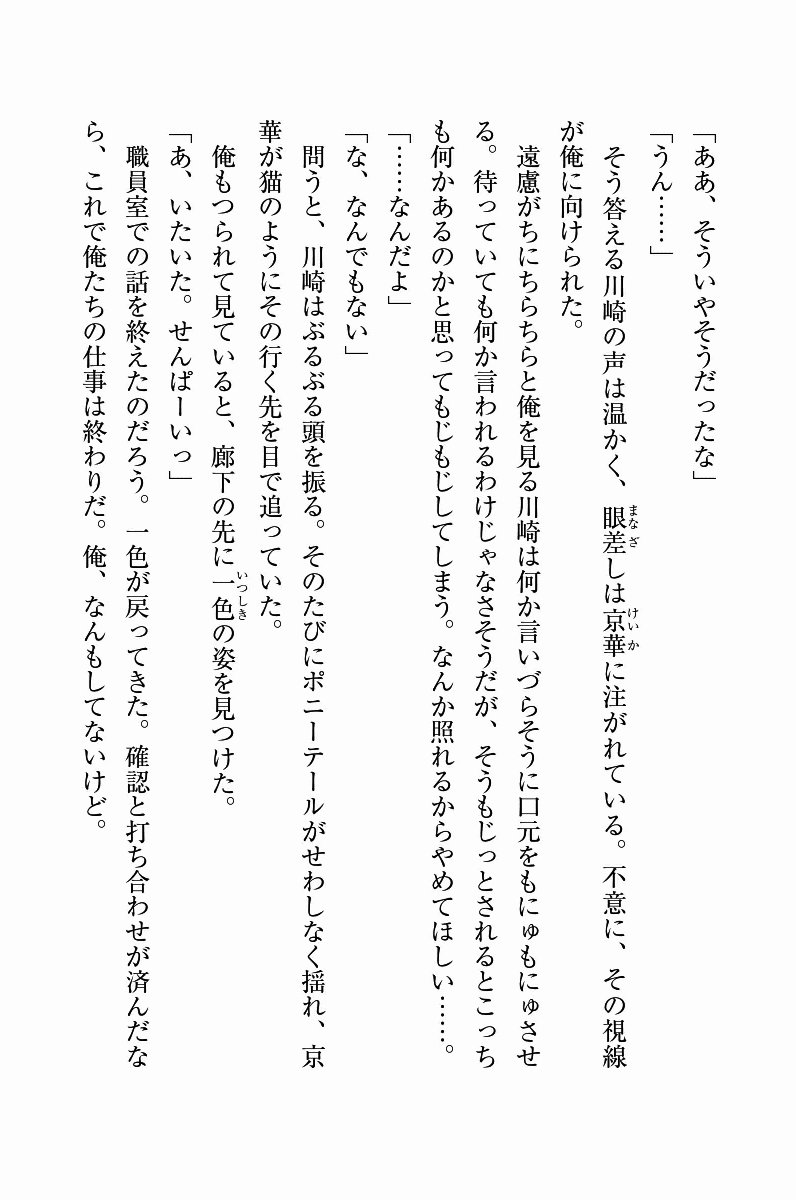 「ああ、そういやそうだったな」
「うん……」
そう答える川崎の声は温かく、眼差しは京華に注がれている。不意に、その視線
が俺に向けられた。
遠慮がちにちらちらと俺を見る川崎は何か言いづらそうに口元をもにゅもにゅさせ
る。待っていても何か言われるわけじゃなさそうだが、そうもじっとされるとこっち
も何かあるのかと思ってもじもじしてしまう。なんか照れるからやめてほしい……。
「……なんだよ」
「な、なんでもない」
問うと、川崎はぶるぶる頭を振る。そのたびにポニーテールがせわしなく揺れ、京
華が猫のようにその行く先を目で追っていた。
俺もつられて見ていると、廊下の先に一色の姿を見つけた。
「あ、いたいた。せんぱーいっ」
職員室での話を終えたのだろう。一色が戻ってきた。確認と打ち合わせが済んだな
ら、これで俺たちの仕事は終わりだ。俺、なんもしてないけど。
まなざ
けいか
いつしき